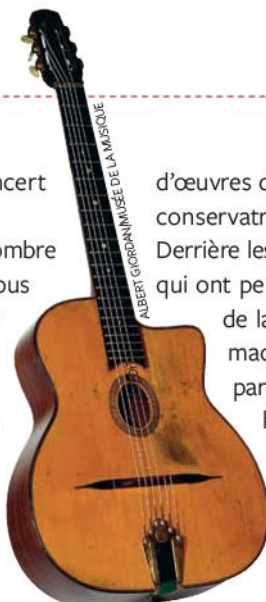 ncert
ombre
ous
ALBERT GIORDAN/MUSÉE DE LA MUSIQUE
d'œuvres
conservatr
Derrière les
qui ont pe
de la
mac
par